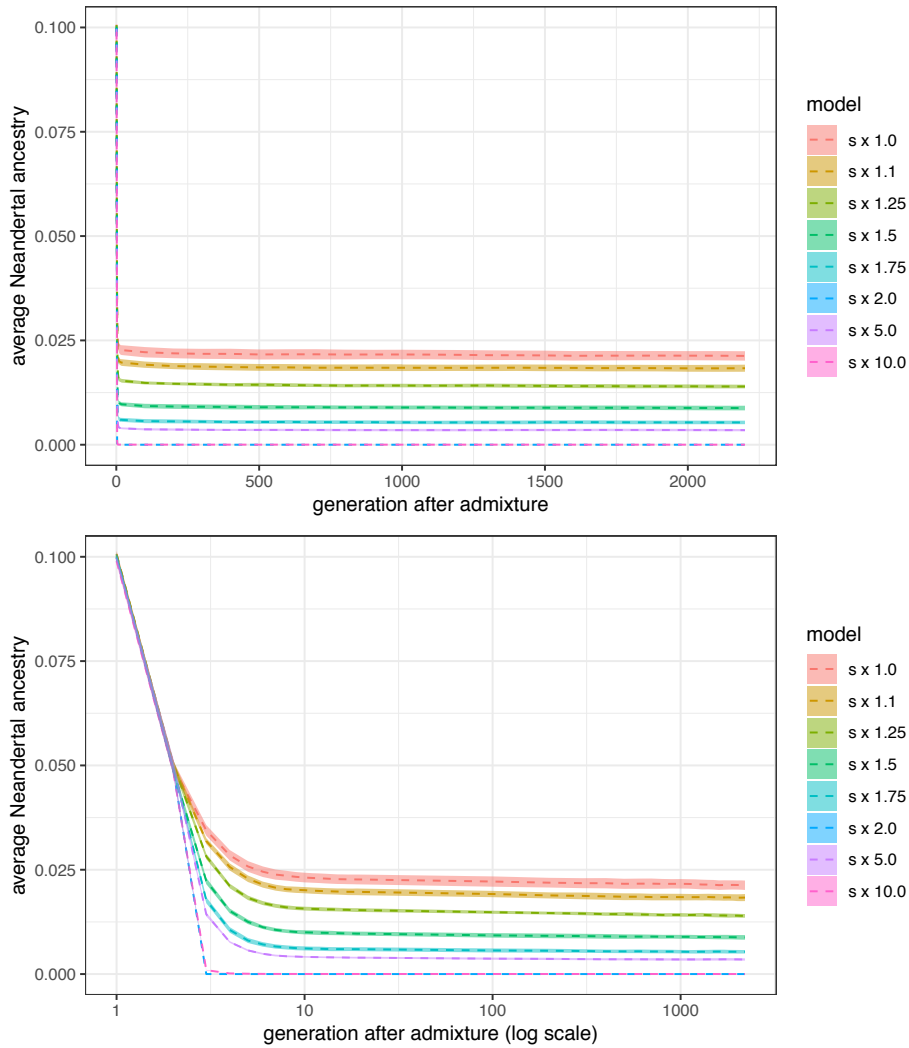 average Neandertal ancestry
0.100
0.075
0.050
0.025
0.000
0
500
1000
1500
2000
generation after admixture
model
s x 1.0
s x 1.1
s x 1.25
s x 1.5
s x 1.75
s x 2.0
s x 5.0
s x 10.0
average Neandertal ancestry
0.100
0.075
0.050
0.025
0.000
1
10
100
1000
generation after admixture (log scale)
model
s x 1.0
s x 1.1
s x 1.25
s x 1.5
s x 1.75
s x 2.0
s x 5.0
s x 10.0